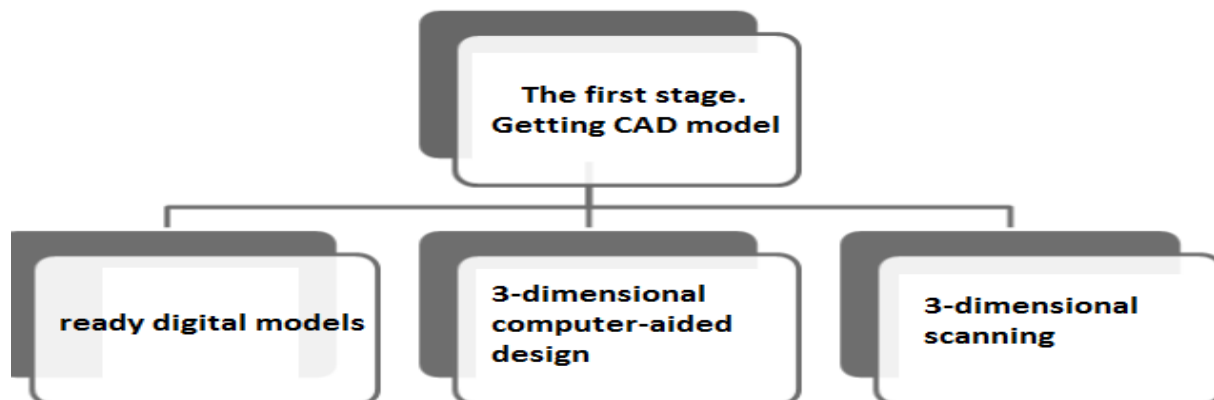 The first stage.
Getting CAD model
ready digital models
3-dimensional
computer-aided
design
3-dimensional
scanning